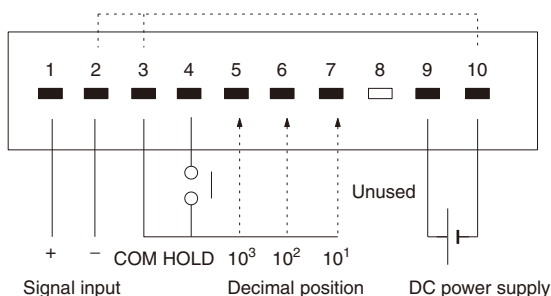 1 2 3 4 5 6 7 8 9 10
Unused
+ − COM HOLD 10³ 10² 10¹
Signal input Decimal position DC power supply